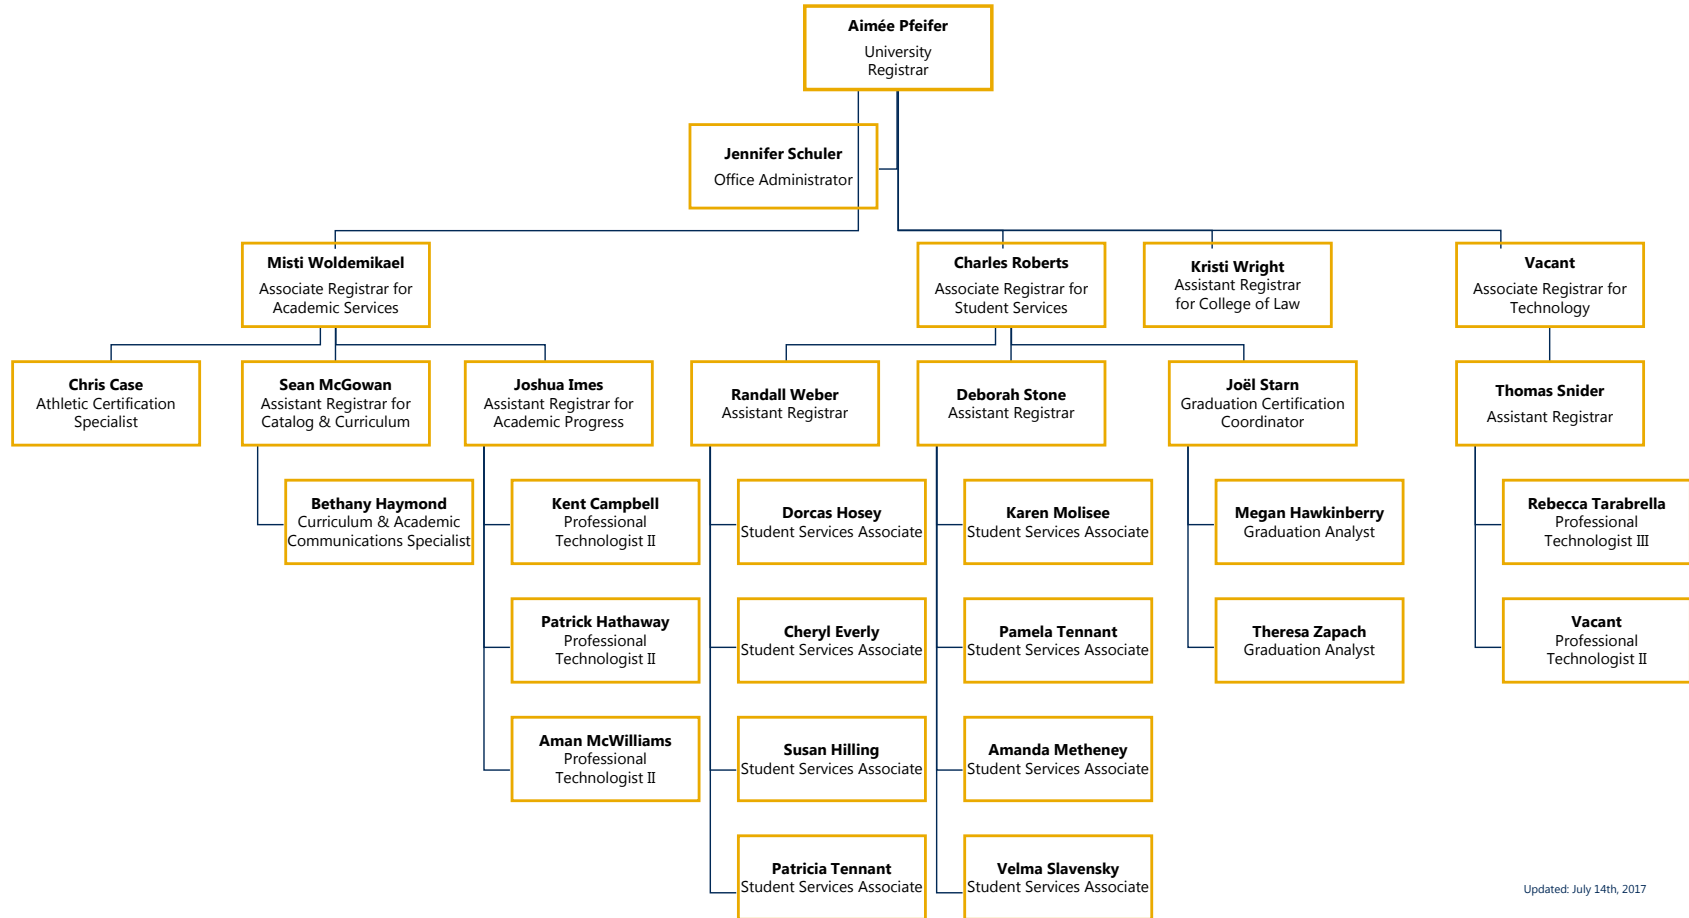 Aimée Pfeifer
University
Registrar
Jennifer Schuler
Office Administrator
Misti Woldemikael
Associate Registrar for
Academic Services
Charles Roberts
Associate Registrar for
Student Services
Kristi Wright
Assistant Registrar
for College of Law
Vacant
Associate Registrar for
Technology
Chris Case
Athletic Certification
Specialist
Sean McGowan
Assistant Registrar for
Catalog & Curriculum
Joshua Imes
Assistant Registrar for
Academic Progress
Randall Weber
Assistant Registrar
Deborah Stone
Assistant Registrar
Joël Starn
Graduation Certification
Coordinator
Thomas Snider
Assistant Registrar
Bethany Haymond
Curriculum & Academic
Communications Specialist
Kent Campbell
Professional
Technologist II
Dorcas Hosey
Student Services Associate
Karen Molisee
Student Services Associate
Megan Hawkinberry
Graduation Analyst
Rebecca Tarabrella
Professional
Technologist III
Patrick Hathaway
Professional
Technologist II
Cheryl Everly
Student Services Associate
Pamela Tennant
Student Services Associate
Theresa Zapach
Graduation Analyst
Vacant
Professional
Technologist II
Aman McWilliams
Professional
Technologist II
Susan Hilling
Student Services Associate
Amanda Metheney
Student Services Associate
Patricia Tennant
Student Services Associate
Velma Slavensky
Student Services Associate
Updated: July 14th, 2017